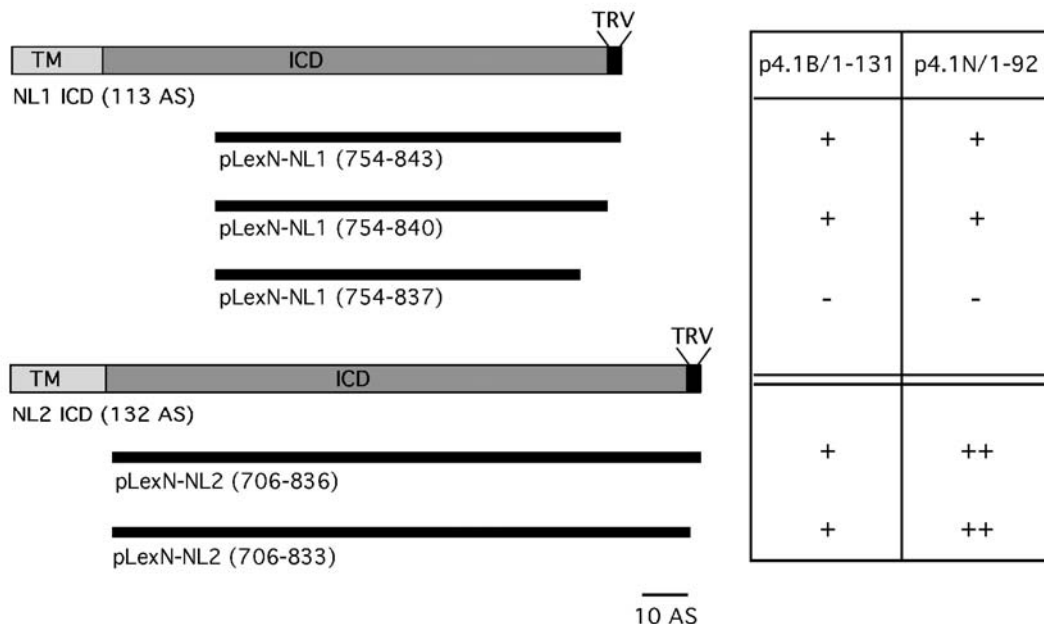 TRV
TM ICD
NL1 ICD (113 AS)
p4.1B/1-131 p4.1N/1-92
pLexN-NL1 (754-843) + +
pLexN-NL1 (754-840) + +
pLexN-NL1 (754-837) - -
TRV
TM ICD
NL2 ICD (132 AS)
pLexN-NL2 (706-836) + ++
pLexN-NL2 (706-833) + ++
10 AS